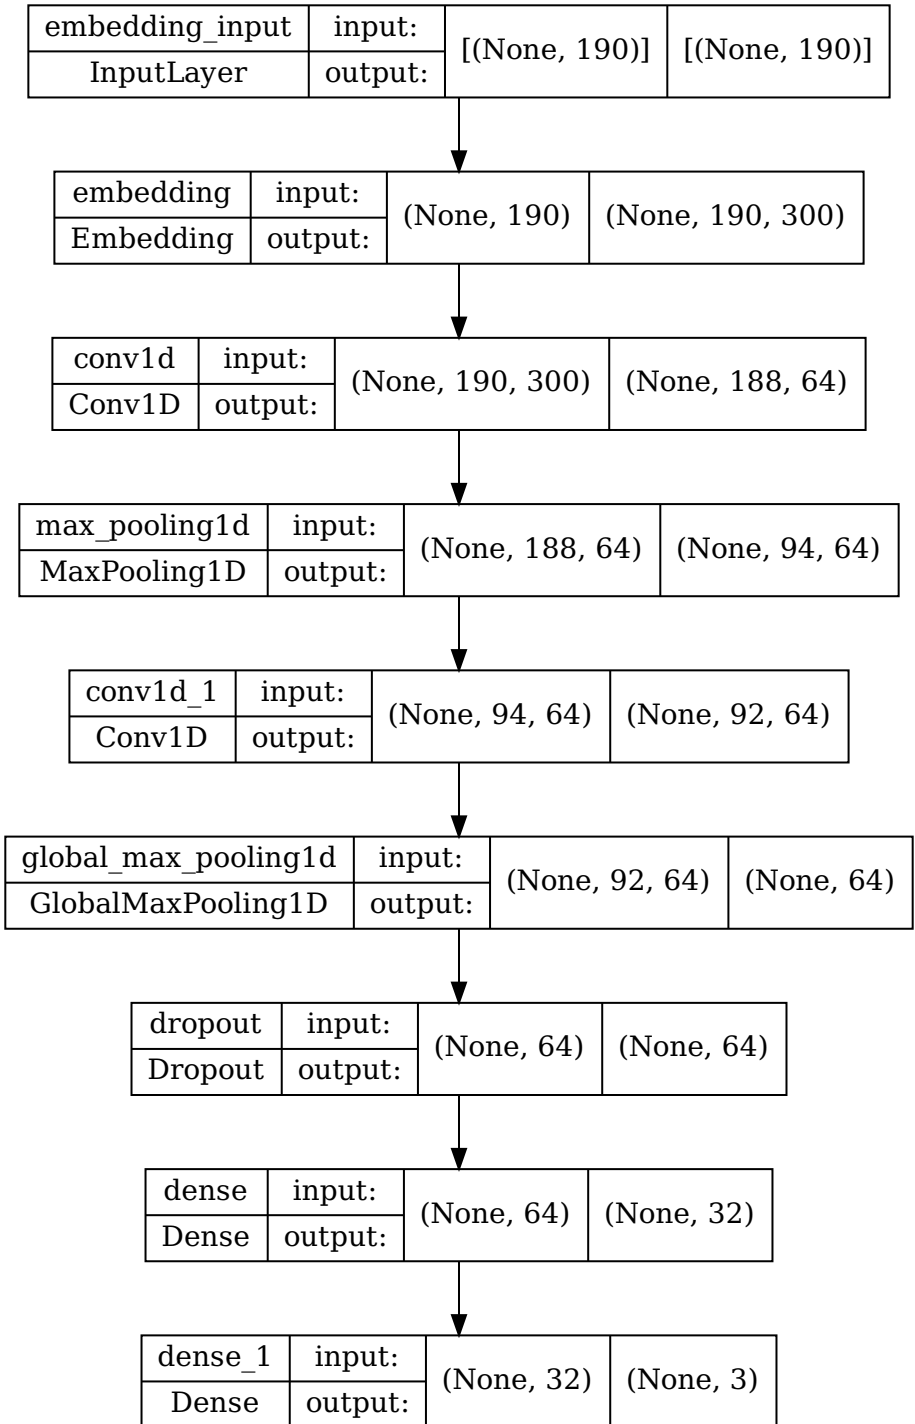 embedding_input input: [(None, 190)] [(None, 190)]
InputLayer output:
embedding input: (None, 190) (None, 190, 300)
Embedding output:
conv1d input: (None, 190, 300) (None, 188, 64)
Conv1D output:
max_pooling1d input: (None, 188, 64) (None, 94, 64)
MaxPooling1D output:
conv1d_1 input: (None, 94, 64) (None, 92, 64)
Conv1D output:
global_max_pooling1d input: (None, 92, 64) (None, 64)
GlobalMaxPooling1D output:
dropout input: (None, 64) (None, 64)
Dropout output:
dense input: (None, 64) (None, 32)
Dense output:
dense_1 input: (None, 32) (None, 3)
Dense output: